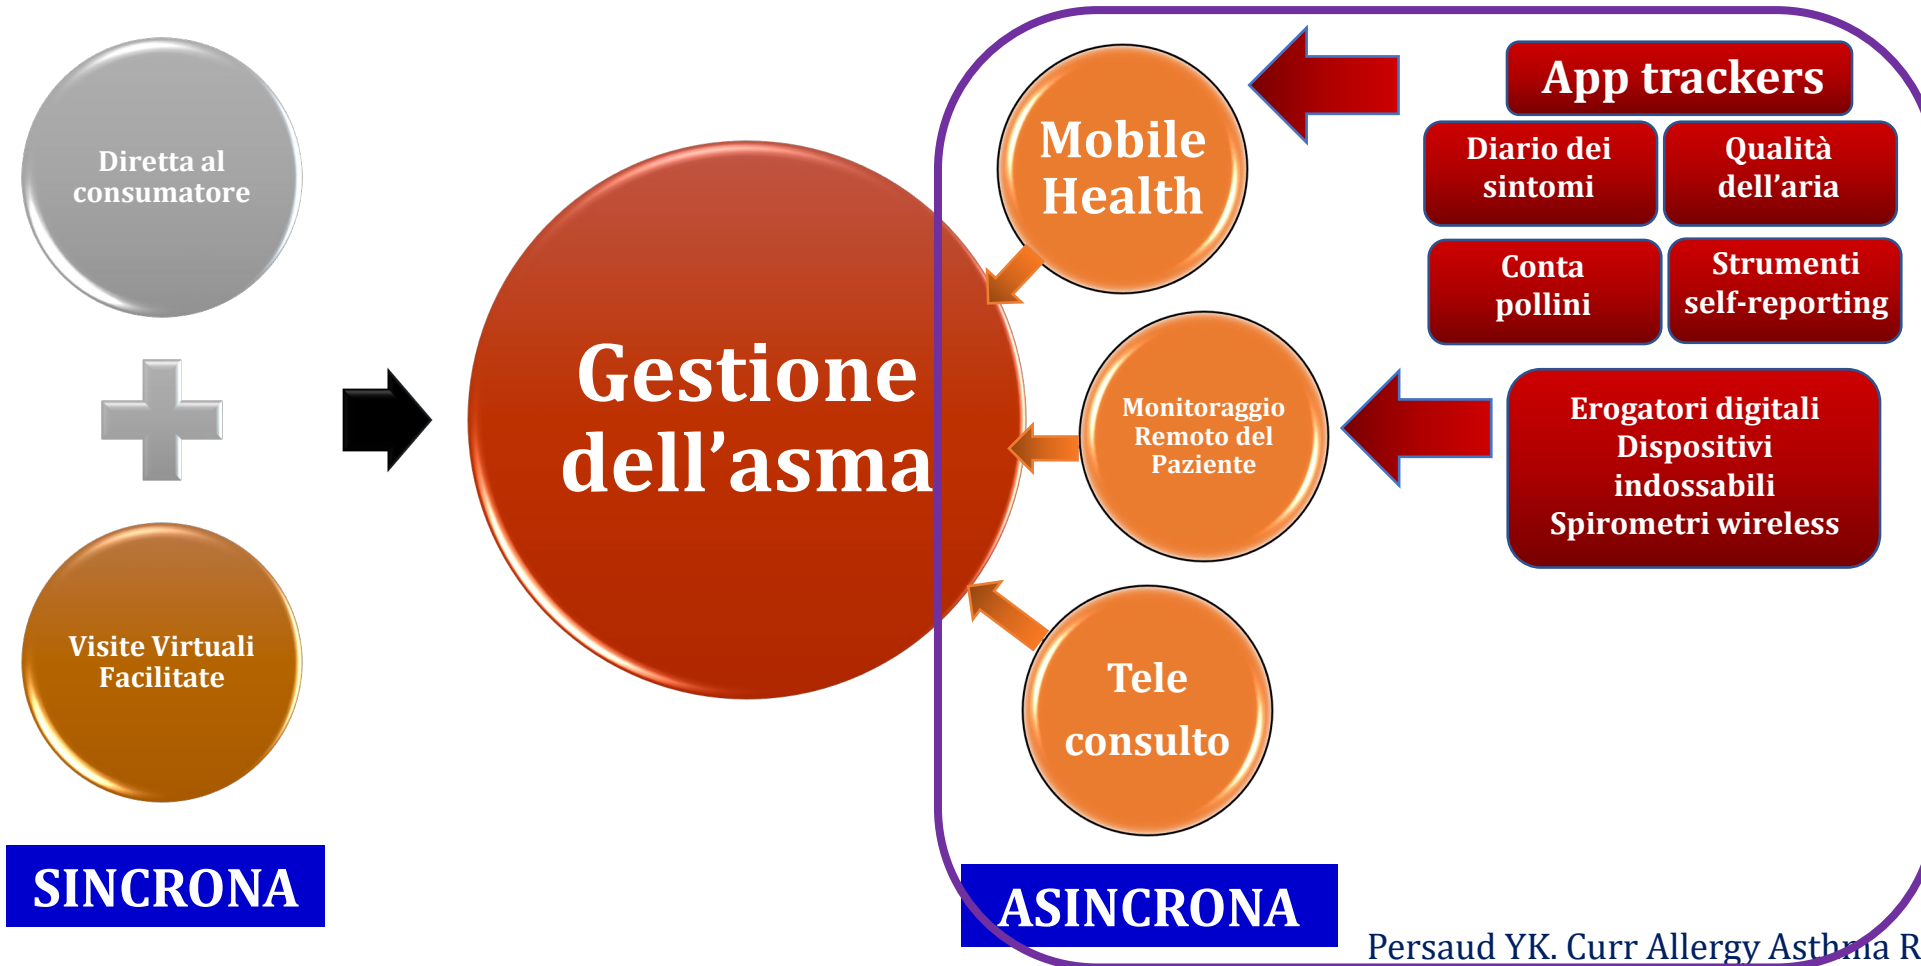 Diretta al
consumatore
Visite Virtuali
Facilitate
SINCRONA
Gestione
dell’asma
Mobile
Health
Monitoraggio
Remoto del
Paziente
Tele
consulto
ASINCRONA
App trackers
Diario dei
sintomi
Qualità
dell’aria
Conta
pollini
Strumenti
self-reporting
Erogatori digitali
Dispositivi
indossabili
Spirometri wireless
Persaud YK. Curr Allergy Asthma R